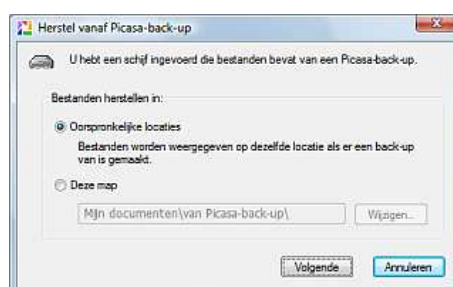 Herstel vanaf Picasa-back-up
U hebt een schijf ingevoerd die bestanden bevat van een Picasa-back-up.
Bestanden herstellen in:
Oorspronkelijke locaties
Bestanden worden weergegeven op dezelfde locatie als er een back-up
van is gemaakt.
Deze map
Mijn documenten\van Picasa-back-up\
Wijzigen...
Volgende
Annuleren